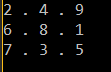 2 . 4 . 9
6 . 8 . 1
7 . 3 . 5